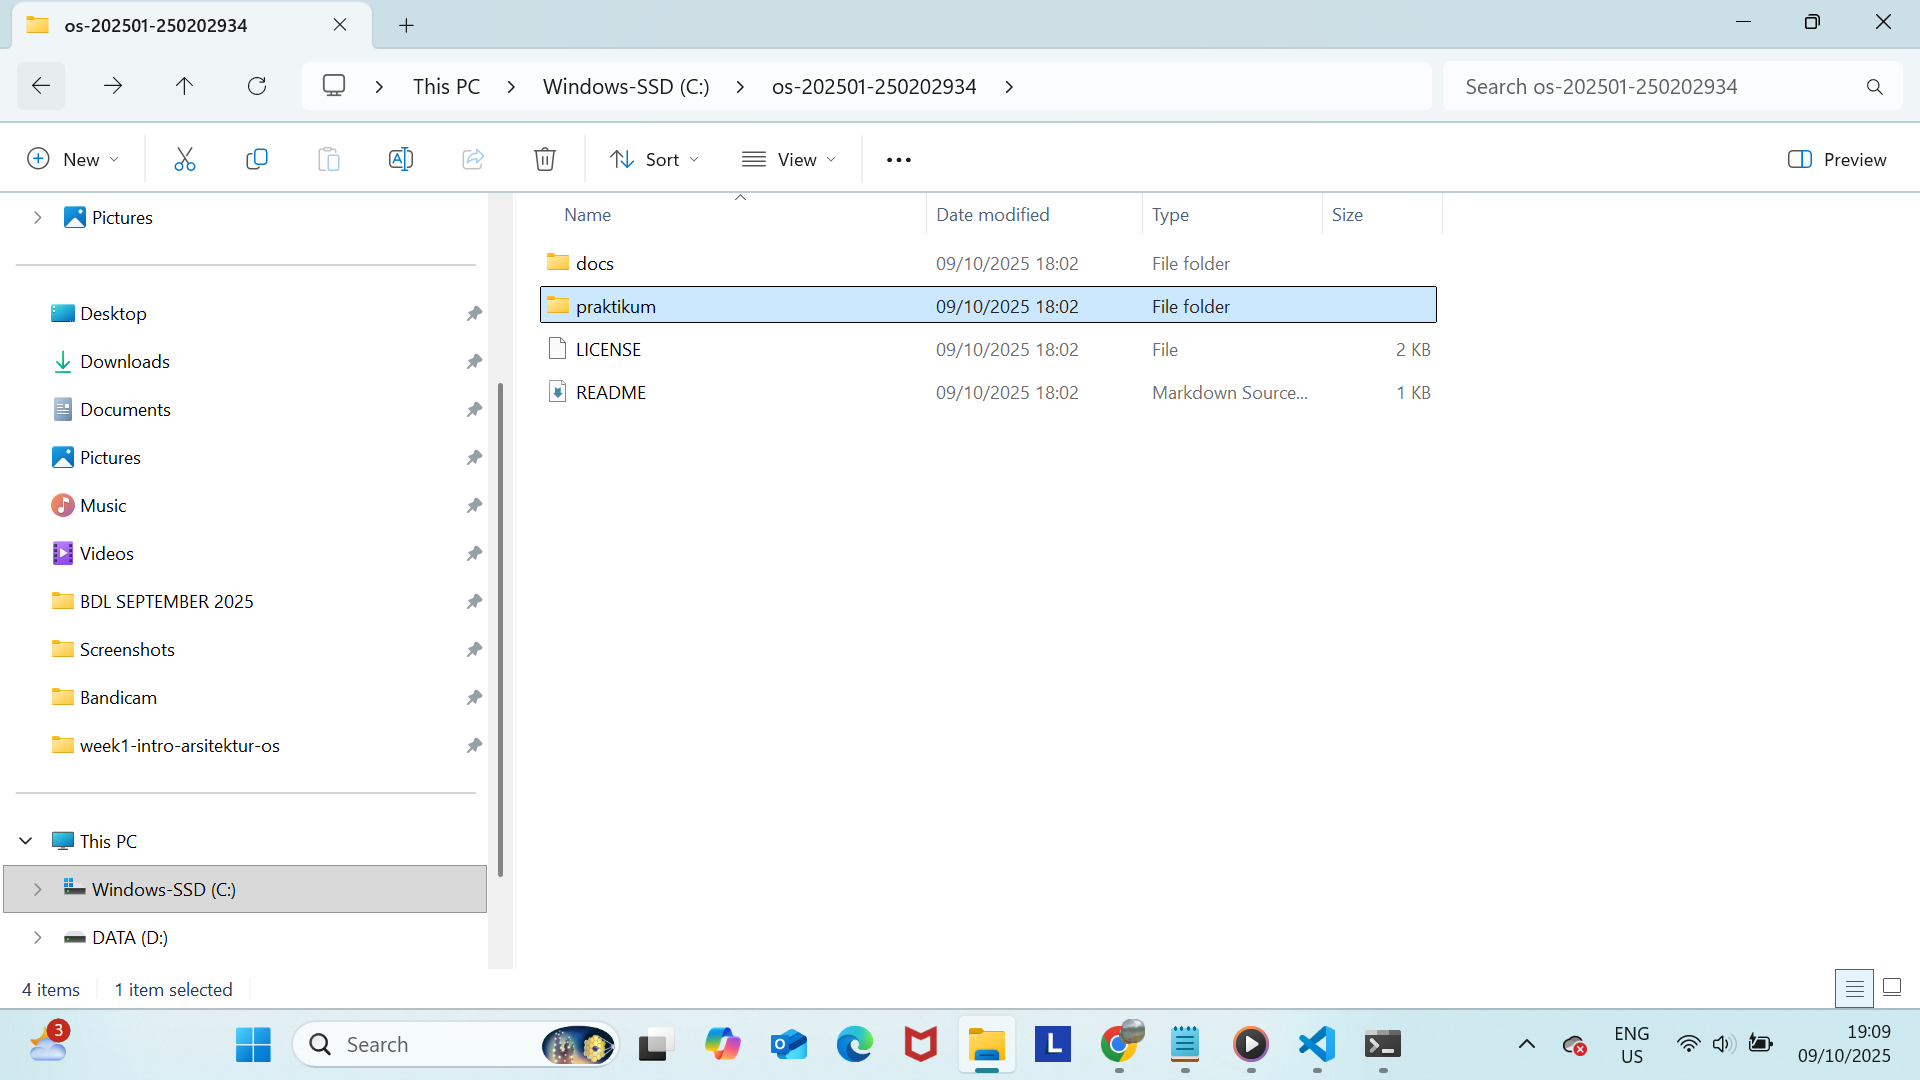 os-202501-250202934
This PC
Windows-SSD (C:)
os-202501-250202934
Search os-202501-250202934
New
Sort
View
Preview
Pictures
Desktop
Downloads
Documents
Pictures
Music
Videos
BDL SEPTEMBER 2025
Screenshots
Bandicam
week1-intro-arsitektur-os
This PC
Windows-SSD (C:)
DATA (D:)
Name Date modified Type Size
docs 09/10/2025 18:02 File folder
praktikum 09/10/2025 18:02 File folder
LICENSE 09/10/2025 18:02 File 2 KB
README 09/10/2025 18:02 Markdown Source... 1 KB
4 items 1 item selected
3
Search
L
ENG
US
19:09
09/10/2025